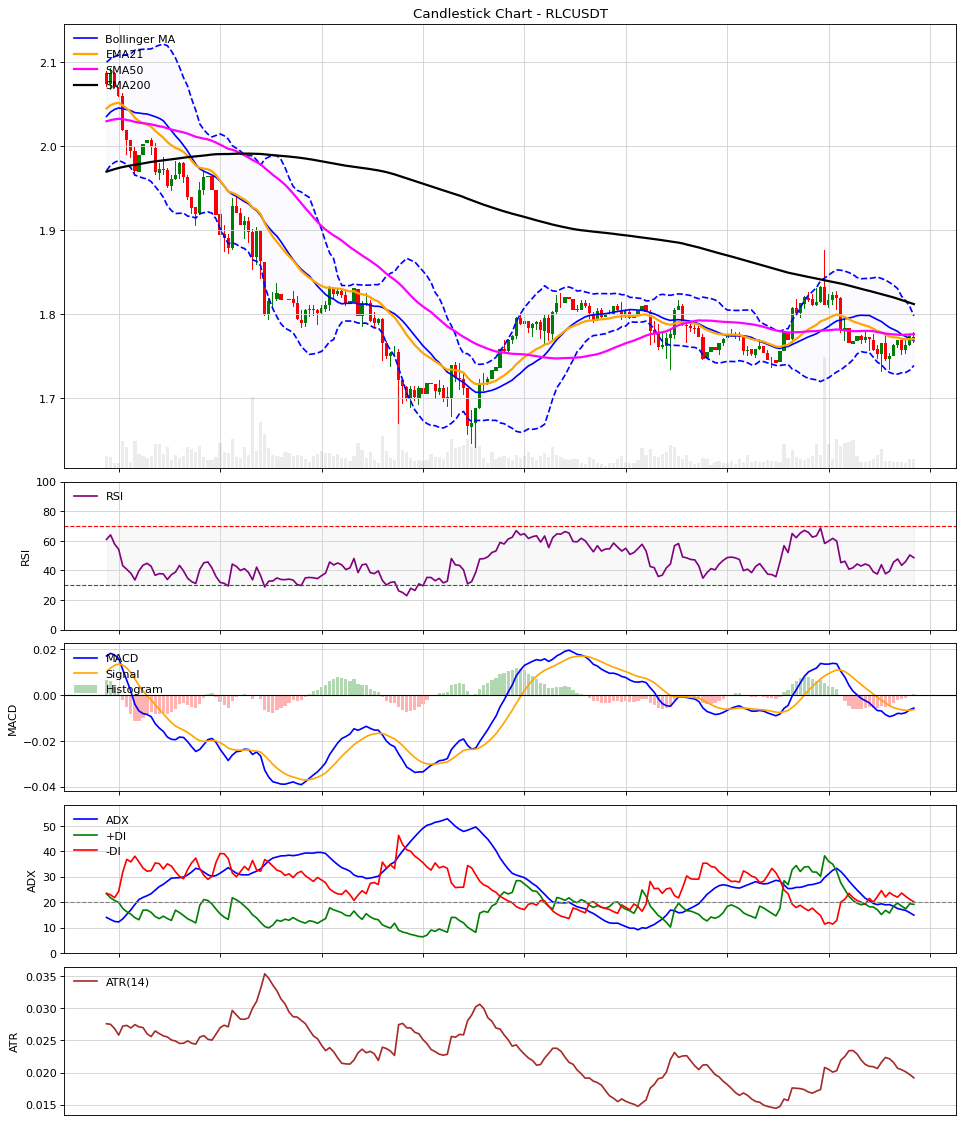 Candlestick Chart - RLCUSDT
Bollinger MA
EMA21
SMA50
SMA200
2.1
2.0
1.9
1.8
1.7
RSI
100
80
60
40
20
0
RSI
MACD
Signal
Histogram
0.02
0.00
−0.02
−0.04
MACD
ADX
+DI
-DI
50
40
30
20
10
0
ADX
ATR(14)
0.035
0.030
0.025
0.020
0.015
ATR